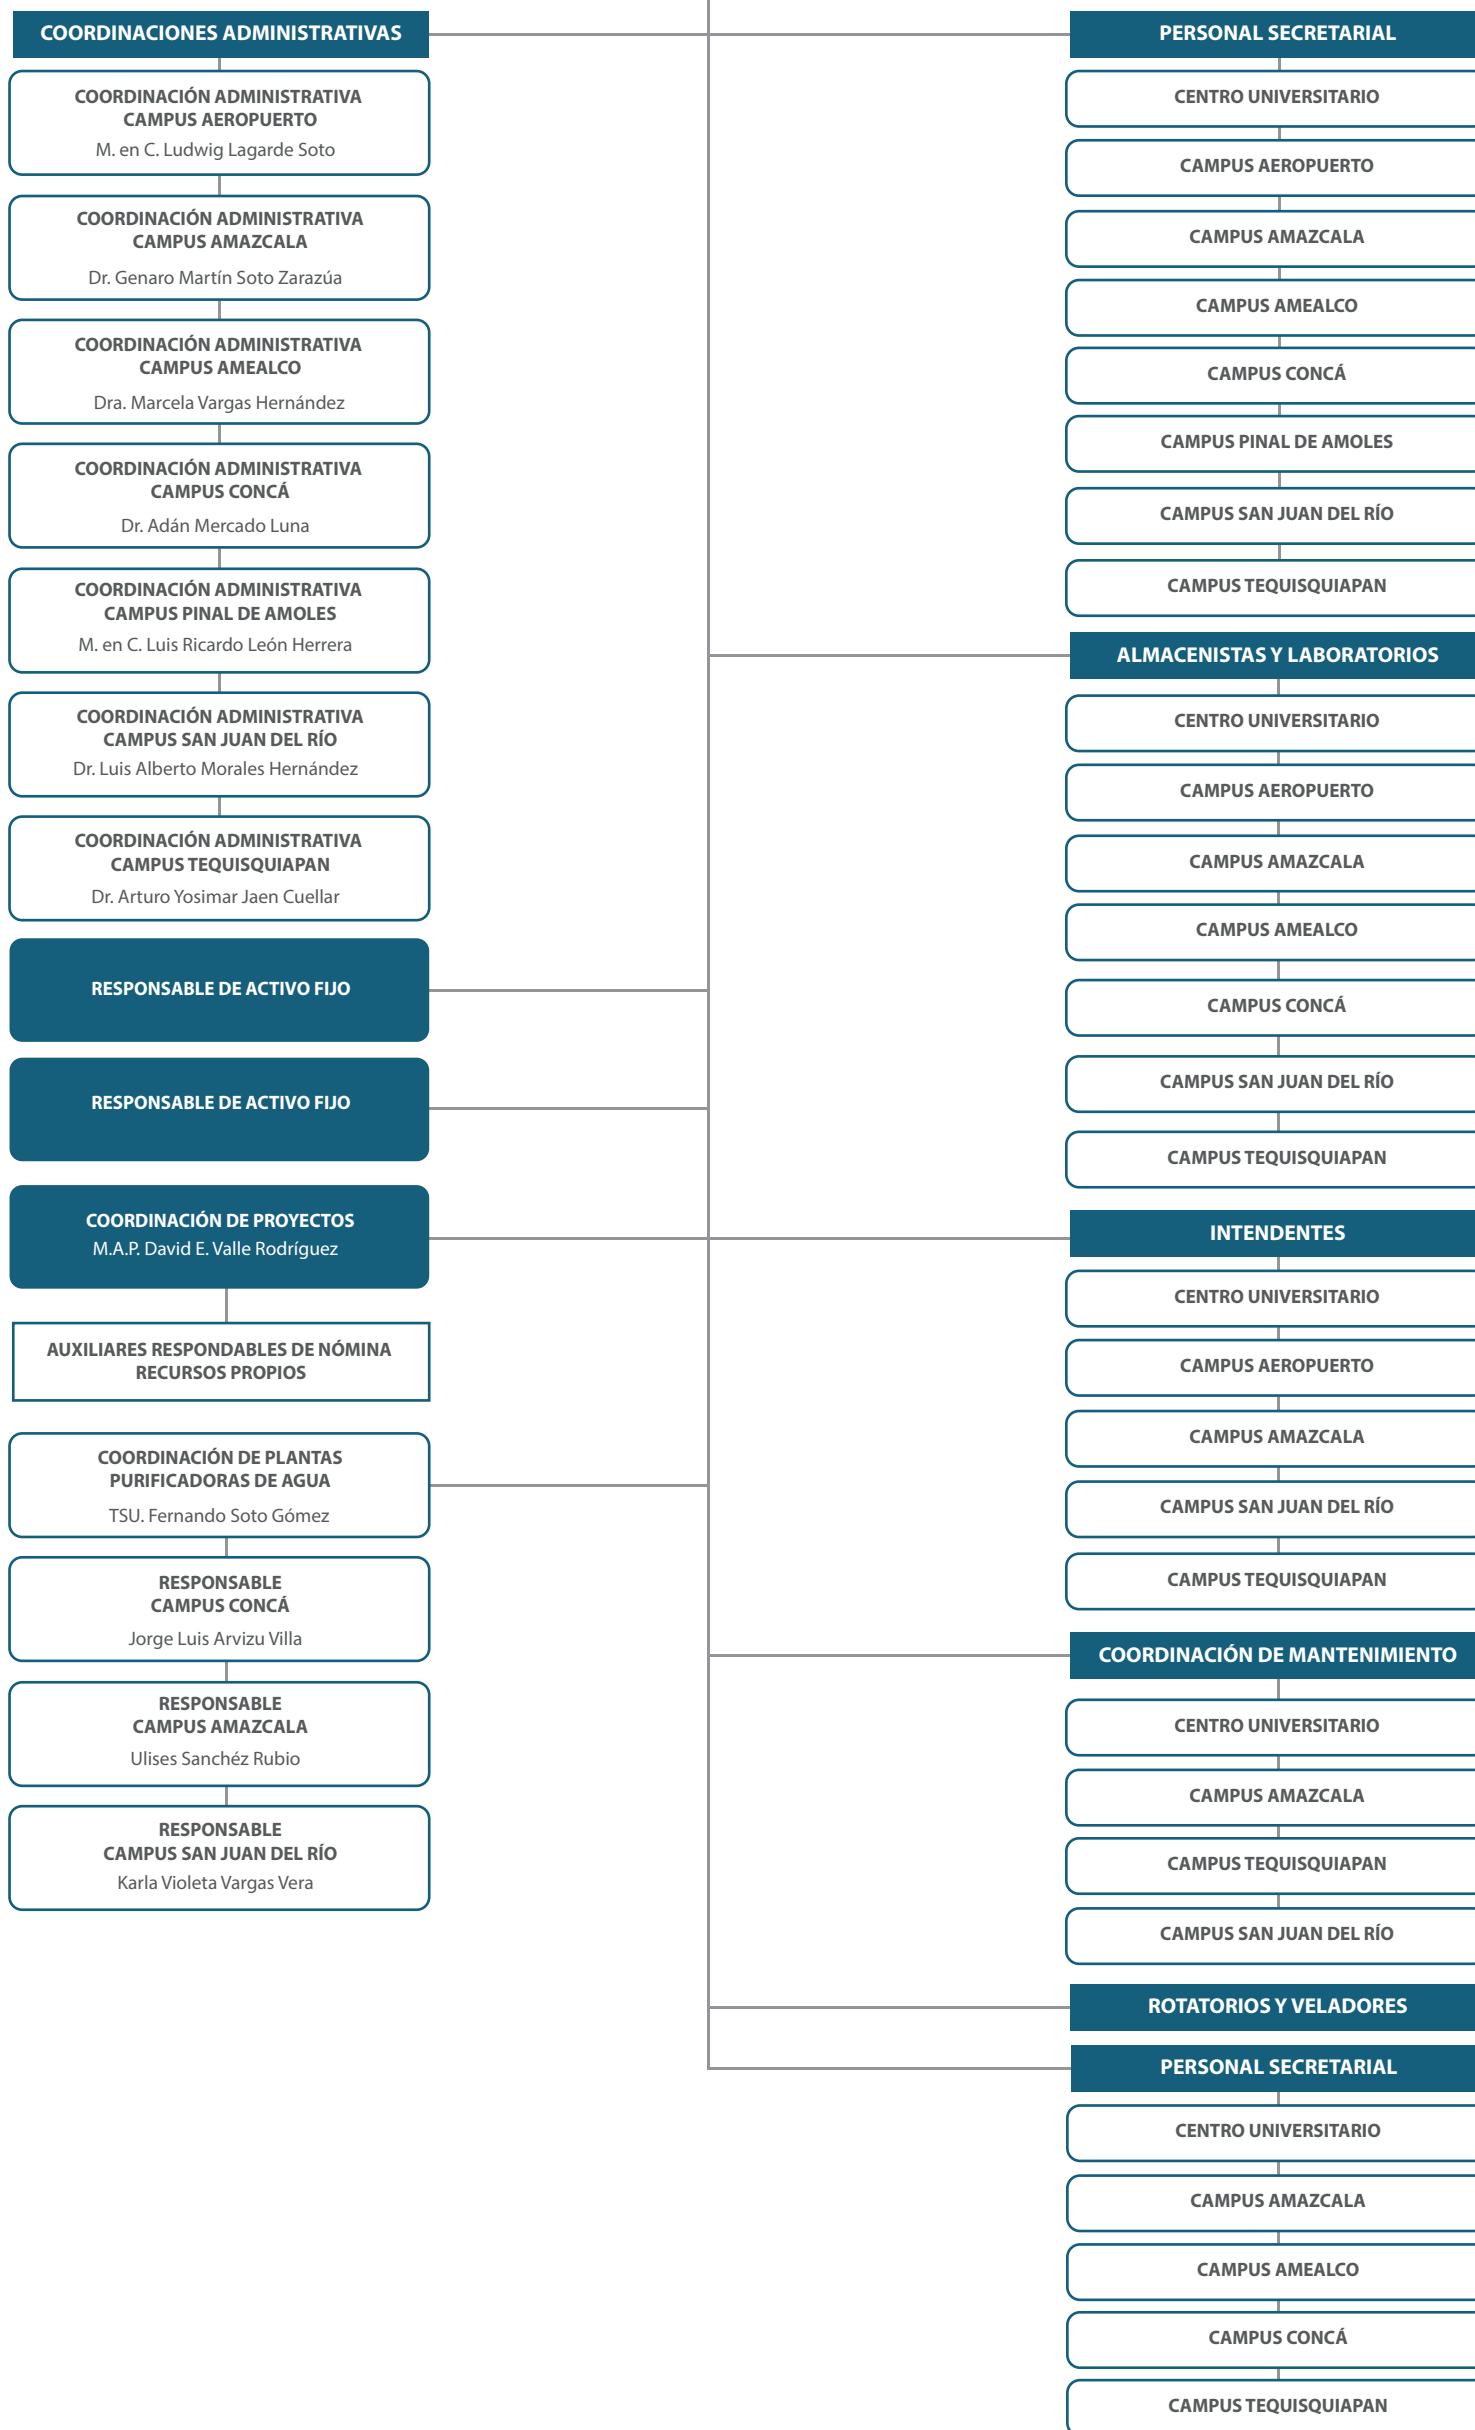 COORDINACIONES ADMINISTRATIVAS
COORDINACIÓN ADMINISTRATIVA
CAMPUS AEROPUERTO
M. en C. Ludwig Lagarde Soto
COORDINACIÓN ADMINISTRATIVA
CAMPUS AMAZCALA
Dr. Genaro Martín Soto Zarazúa
COORDINACIÓN ADMINISTRATIVA
CAMPUS AMEALCO
Dra. Marcela Vargas Hernández
COORDINACIÓN ADMINISTRATIVA
CAMPUS CONCÁ
Dr. Adán Mercado Luna
COORDINACIÓN ADMINISTRATIVA
CAMPUS PINAL DE AMOLES
M. en C. Luis Ricardo León Herrera
COORDINACIÓN ADMINISTRATIVA
CAMPUS SAN JUAN DEL RÍO
Dr. Luis Alberto Morales Hernández
COORDINACIÓN ADMINISTRATIVA
CAMPUS TEQUISQUIAPAN
Dr. Arturo Yosimar Jaen Cuellar
RESPONSABLE DE ACTIVO FIJO
RESPONSABLE DE ACTIVO FIJO
COORDINACIÓN DE PROYECTOS
M.A.P. David E. Valle Rodríguez
AUXILIARES RESPONDABLES DE NÓMINA
RECURSOS PROPIOS
COORDINACIÓN DE PLANTAS
PURIFICADORAS DE AGUA
TSU. Fernando Soto Gómez
RESPONSABLE
CAMPUS CONCÁ
Jorge Luis Arvizu Villa
RESPONSABLE
CAMPUS AMAZCALA
Ulises Sanchéz Rubio
RESPONSABLE
CAMPUS SAN JUAN DEL RÍO
Karla Violeta Vargas Vera
PERSONAL SECRETARIAL
CENTRO UNIVERSITARIO
CAMPUS AEROPUERTO
CAMPUS AMAZCALA
CAMPUS AMEALCO
CAMPUS CONCÁ
CAMPUS PINAL DE AMOLES
CAMPUS SAN JUAN DEL RÍO
CAMPUS TEQUISQUIAPAN
ALMACENISTAS Y LABORATORIOS
CENTRO UNIVERSITARIO
CAMPUS AEROPUERTO
CAMPUS AMAZCALA
CAMPUS AMEALCO
CAMPUS CONCÁ
CAMPUS SAN JUAN DEL RÍO
CAMPUS TEQUISQUIAPAN
INTENDENTES
CENTRO UNIVERSITARIO
CAMPUS AEROPUERTO
CAMPUS AMAZCALA
CAMPUS SAN JUAN DEL RÍO
CAMPUS TEQUISQUIAPAN
COORDINACIÓN DE MANTENIMIENTO
CENTRO UNIVERSITARIO
CAMPUS AMAZCALA
CAMPUS TEQUISQUIAPAN
CAMPUS SAN JUAN DEL RÍO
ROTATORIOS Y VELADORES
PERSONAL SECRETARIAL
CENTRO UNIVERSITARIO
CAMPUS AMAZCALA
CAMPUS AMEALCO
CAMPUS CONCÁ
CAMPUS TEQUISQUIAPAN